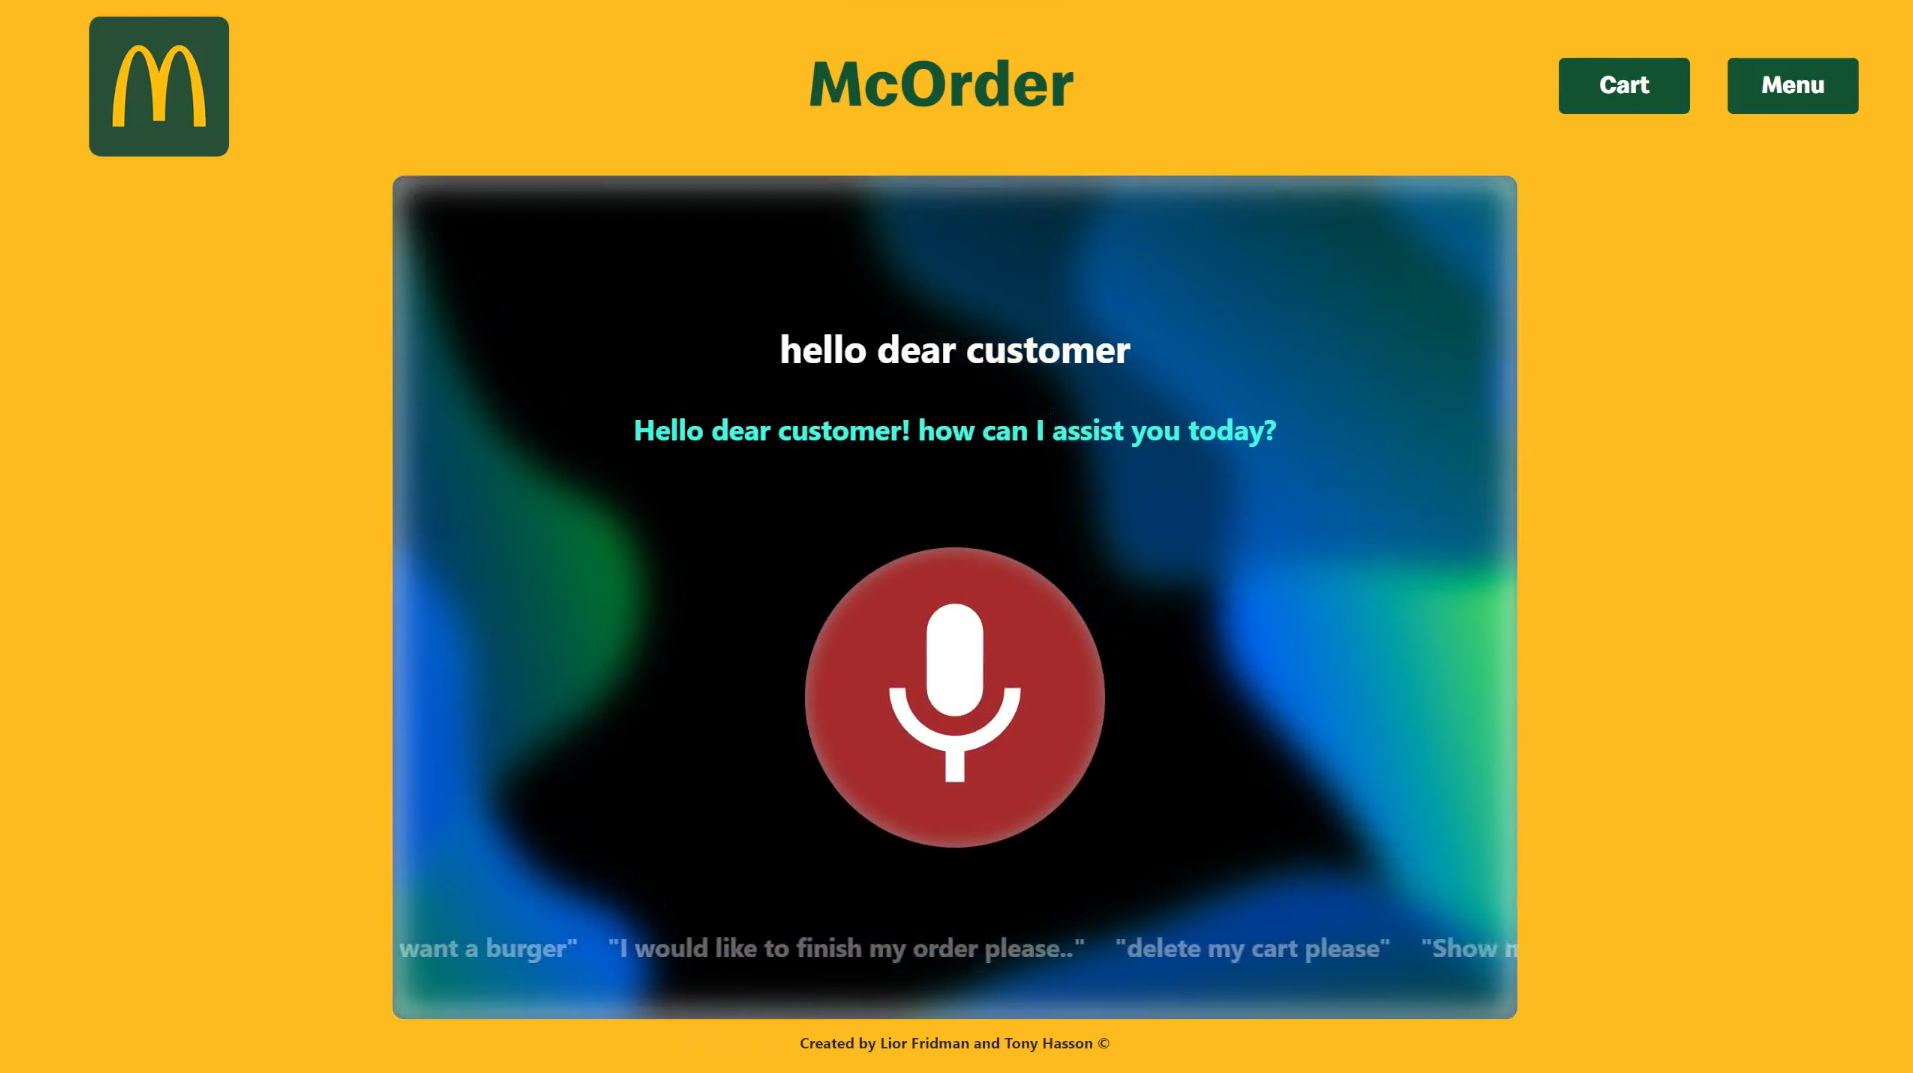 McOrder
Cart
Menu
hello dear customer
Hello dear customer! how can I assist you today?
want a burger" "I would like to finish my order please.." "delete my cart please" "Show
Created by Lior Fridman and Tony Hasson ©